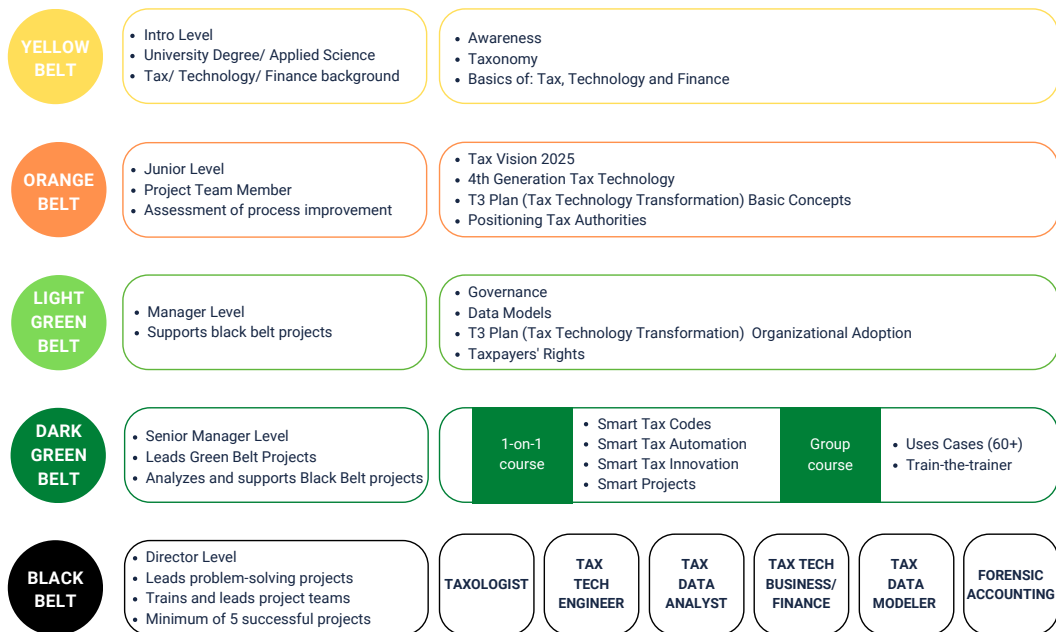 YELLOW
BELT
• Intro Level
• University Degree/ Applied Science
• Tax/ Technology/ Finance background
• Awareness
• Taxonomy
• Basics of: Tax, Technology and Finance
ORANGE
BELT
• Junior Level
• Project Team Member
• Assessment of process improvement
• Tax Vision 2025
• 4th Generation Tax Technology
• T3 Plan (Tax Technology Transformation) Basic Concepts
• Positioning Tax Authorities
LIGHT
GREEN
BELT
• Manager Level
• Supports black belt projects
• Governance
• Data Models
• T3 Plan (Tax Technology Transformation) Organizational Adoption
• Taxpayers' Rights
DARK
GREEN
BELT
• Senior Manager Level
• Leads Green Belt Projects
• Analyzes and supports Black Belt projects
1-on-1
course
• Smart Tax Codes
• Smart Tax Automation
• Smart Tax Innovation
• Smart Projects
Group
course
• Uses Cases (60+)
• Train-the-trainer
BLACK
BELT
• Director Level
• Leads problem-solving projects
• Trains and leads project teams
• Minimum of 5 successful projects
TAXOLOGIST
TAX
TECH
ENGINEER
TAX
DATA
ANALYST
TAX TECH
BUSINESS/
FINANCE
TAX
DATA
MODELER
FORENSIC
ACCOUNTING